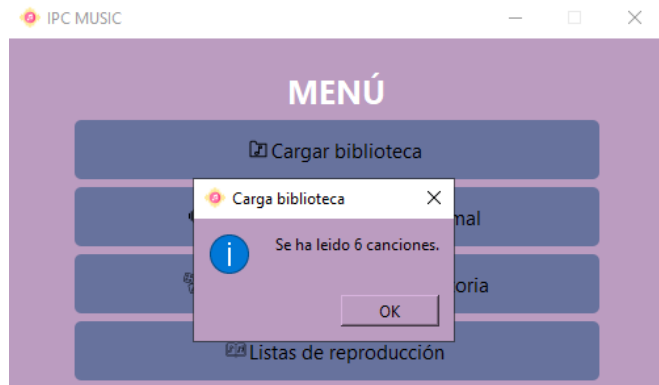 IPC MUSIC
MENÚ
Cargar biblioteca
Carga biblioteca
mal
Se ha leido 6 canciones.
oria
OK
Listas de reproducción